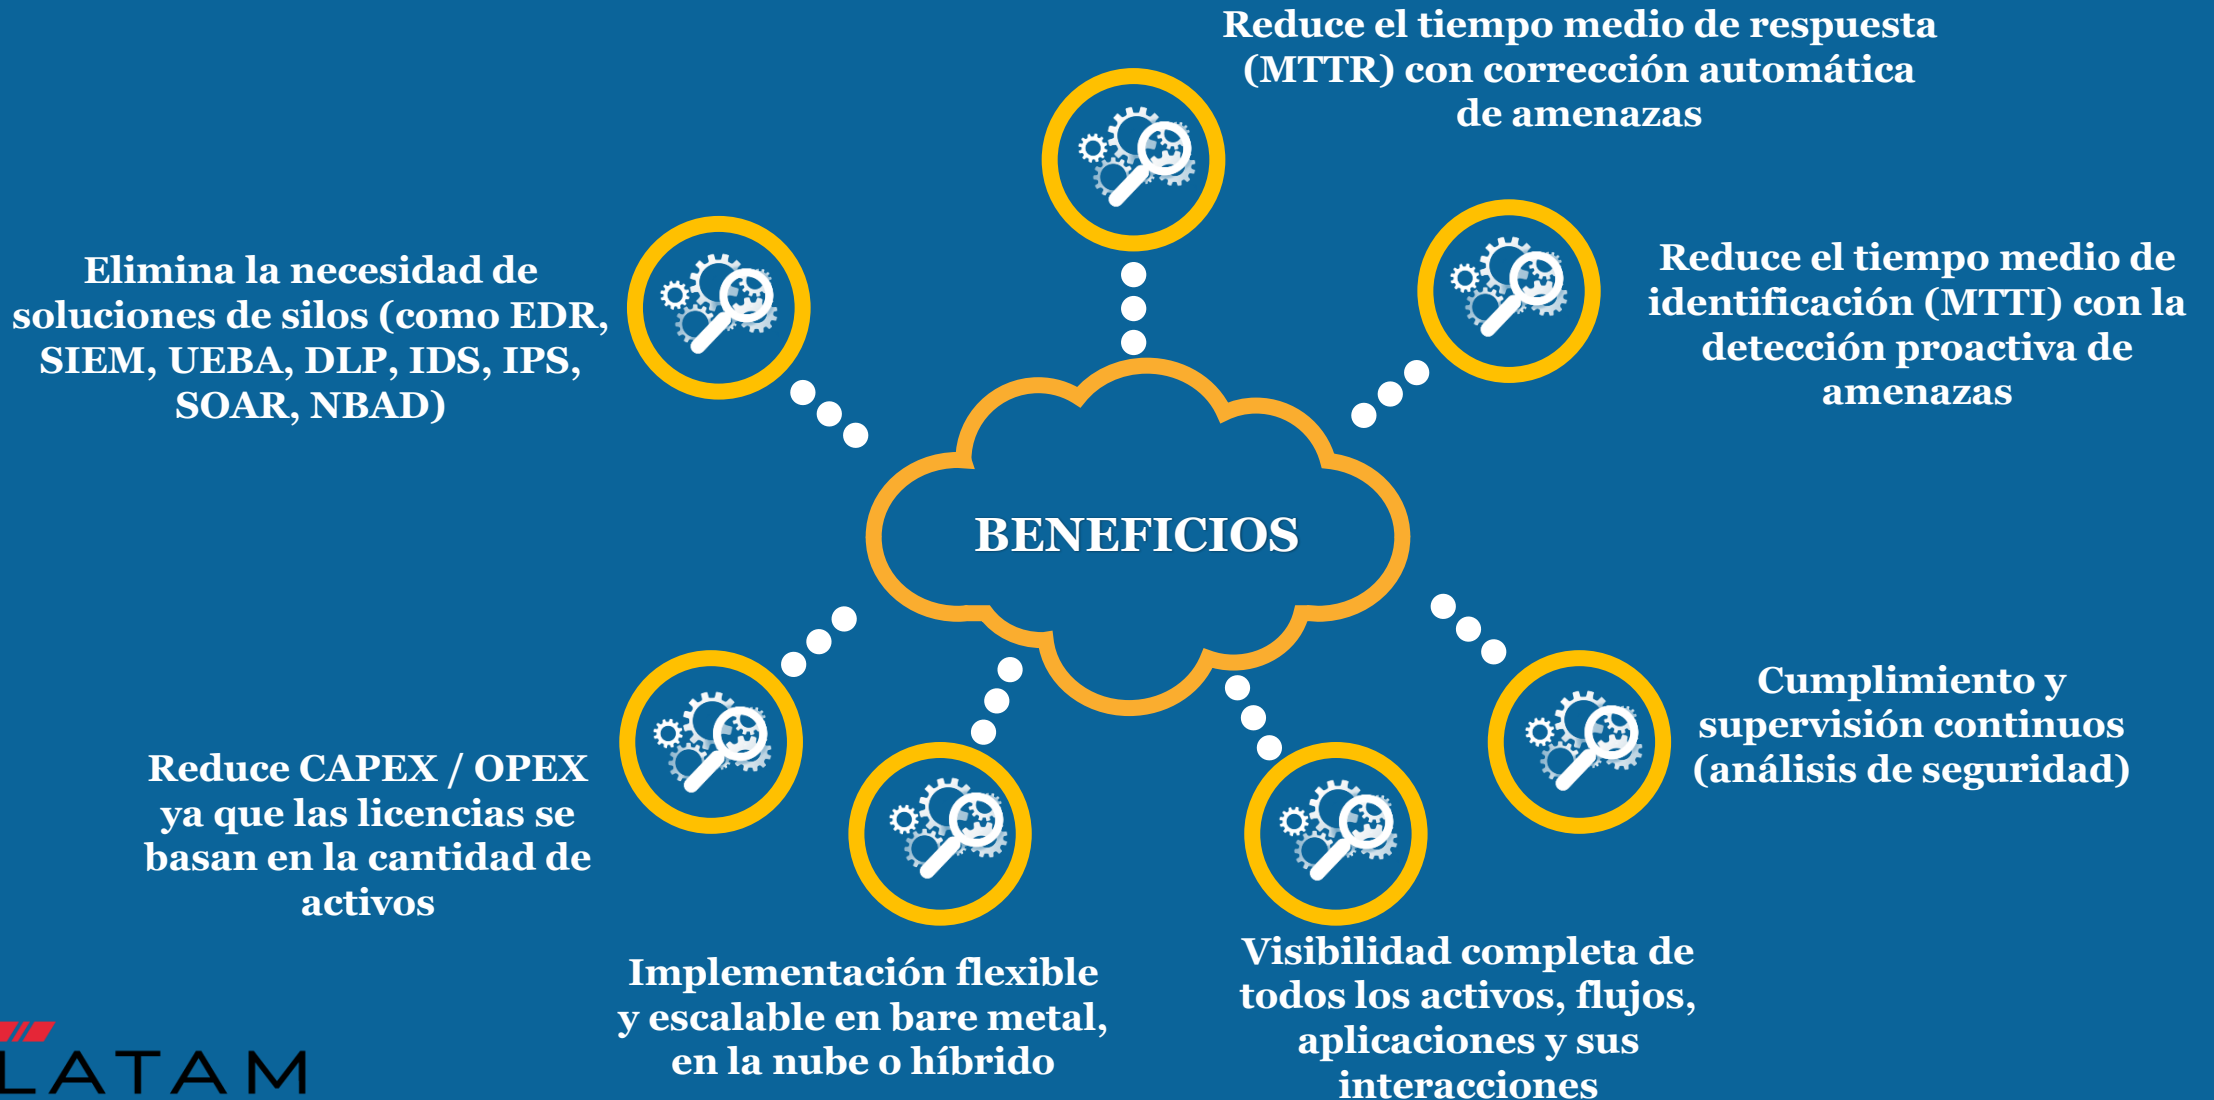 Reduce el tiempo medio de respuesta
(MTTR) con corrección automática
de amenazas
Elimina la necesidad de
soluciones de silos (como EDR,
SIEM, UEBA, DLP, IDS, IPS,
SOAR, NBAD)
Reduce el tiempo medio de
identificación (MTTI) con la
detección proactiva de
amenazas
BENEFICIOS
Cumplimiento y
supervisión continuos
(análisis de seguridad)
Reduce CAPEX / OPEX
ya que las licencias se
basan en la cantidad de
activos
Implementación flexible
y escalable en bare metal,
en la nube o híbrido
Visibilidad completa de
todos los activos, flujos,
aplicaciones y sus
interacciones
LATAM